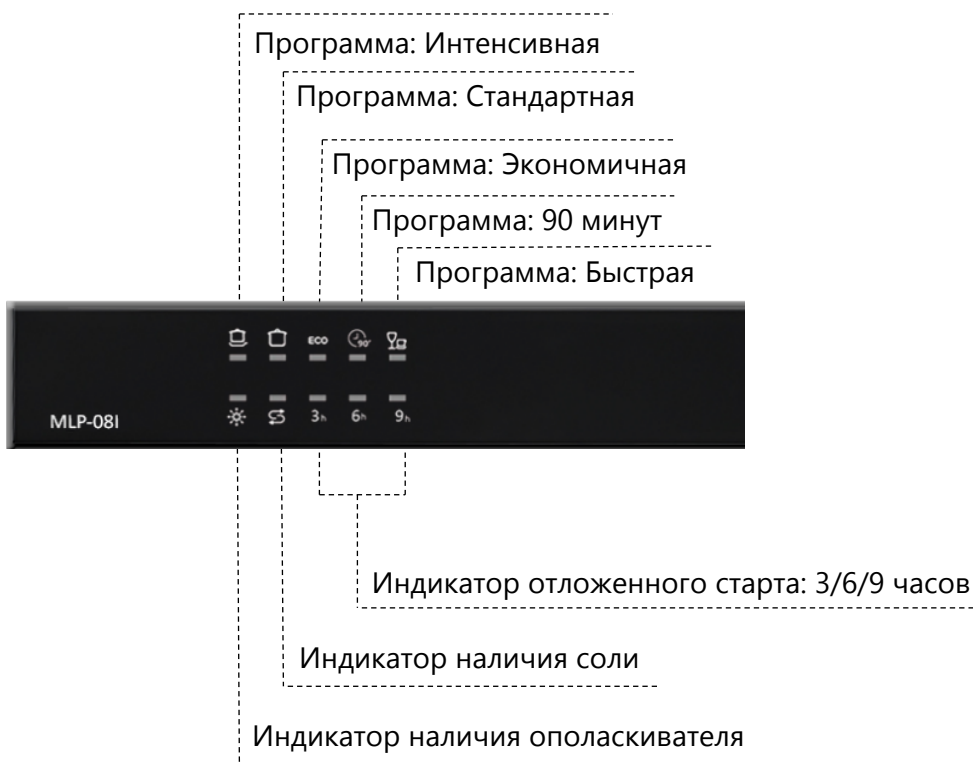 Программа: Интенсивная
Программа: Стандартная
Программа: Экономичная
Программа: 90 минут
Программа: Быстрая
ECO 90'
MLP-08I 3h 6h 9h
Индикатор отложенного старта: 3/6/9 часов
Индикатор наличия соли
Индикатор наличия ополаскивателя